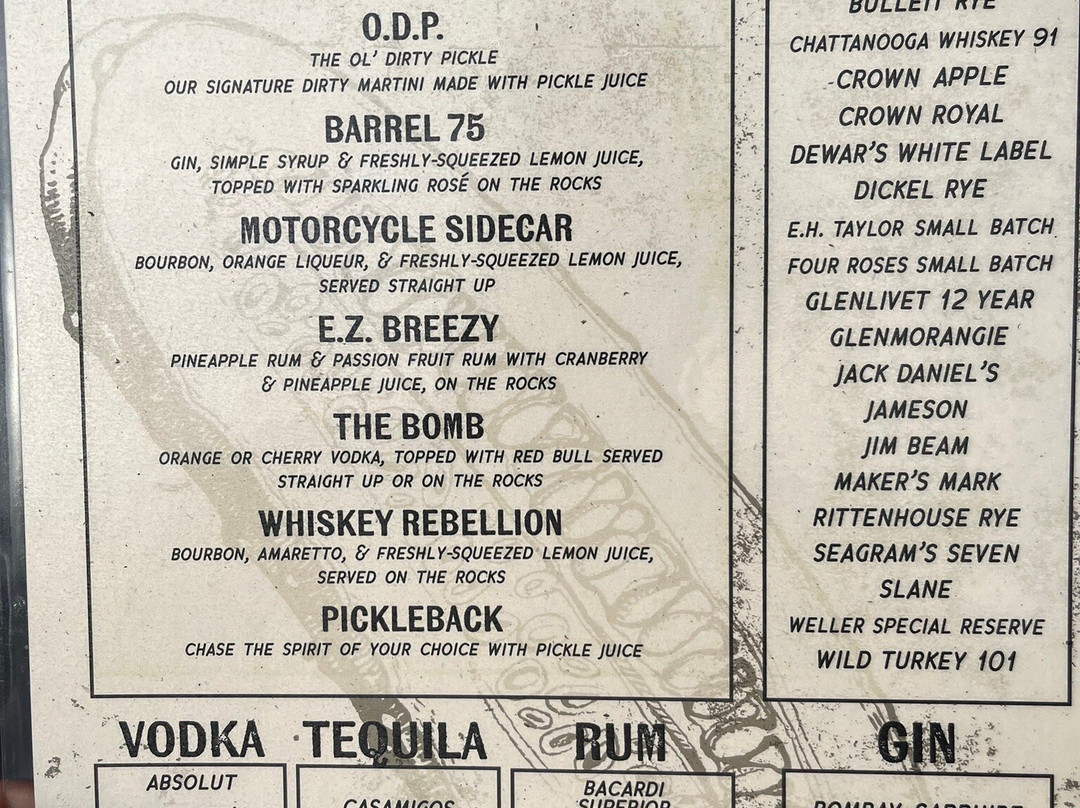 O.D.P.
THE OL' DIRTY PICKLE
OUR SIGNATURE DIRTY MARTINI MADE WITH PICKLE JUICE
BARREL 75
GIN, SIMPLE SYRUP & FRESHLY-SQUEEZED LEMON JUICE,
TOPPED WITH SPARKLING ROSÉ ON THE ROCKS
MOTORCYCLE SIDECAR
BOURBON, ORANGE LIQUEUR, & FRESHLY-SQUEEZED LEMON JUICE,
SERVED STRAIGHT UP
E.Z. BREEZY
PINEAPPLE RUM & PASSION FRUIT RUM WITH CRANBERRY
& PINEAPPLE JUICE, ON THE ROCKS
THE BOMB
ORANGE OR CHERRY VODKA, TOPPED WITH RED BULL SERVED
STRAIGHT UP OR ON THE ROCKS
WHISKEY REBELLION
BOURBON, AMARETTO, & FRESHLY-SQUEEZED LEMON JUICE,
SERVED ON THE ROCKS
PICKLEBACK
CHASE THE SPIRIT OF YOUR CHOICE WITH PICKLE JUICE
BULLEIT RYE
CHATTANOOGA WHISKEY 91
CROWN APPLE
CROWN ROYAL
DEWAR'S WHITE LABEL
DICKEL RYE
E.H. TAYLOR SMALL BATCH
FOUR ROSES SMALL BATCH
GLENLIVET 12 YEAR
GLENMORANGIE
JACK DANIEL'S
JAMESON
JIM BEAM
MAKER'S MARK
RITTENHOUSE RYE
SEAGRAM'S SEVEN
SLANE
WELLER SPECIAL RESERVE
WILD TURKEY 101
VODKA
ABSOLUT
TEQUILA
CASAMIGOS
RUM
BACARDI
SUPERIOR
GIN
BOMBAY SAPPHIRE